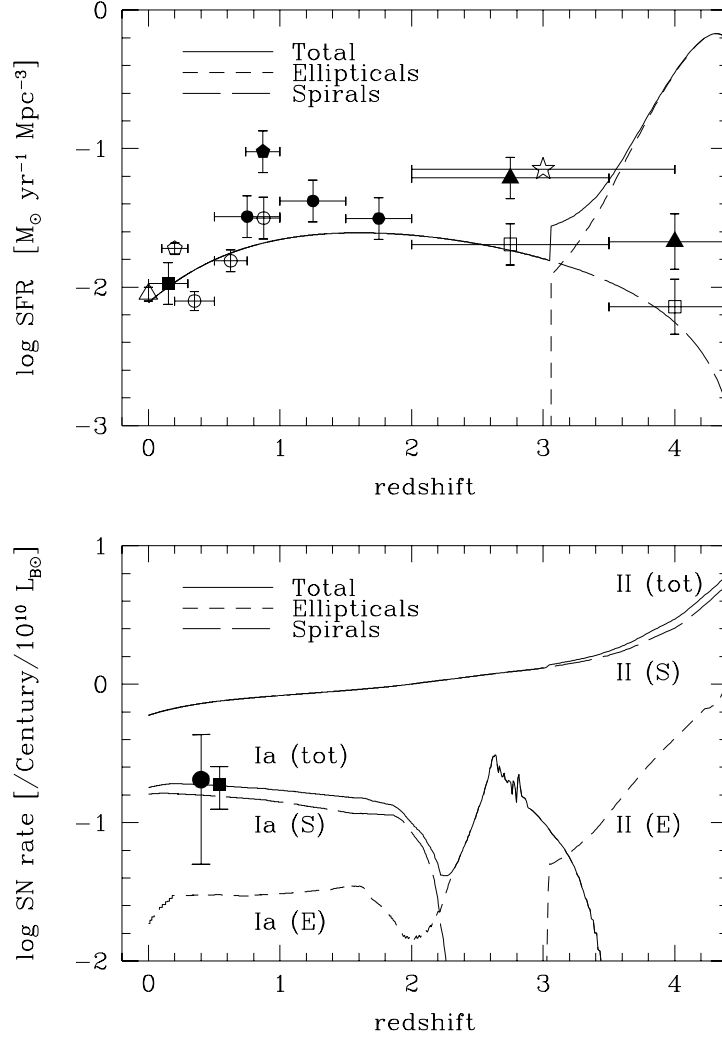 0
Total
Ellipticals
Spirals
−1
−2
−3
log SFR [M⊙ yr⁻¹ Mpc⁻³]
0 1 2 3 4
redshift
1
Total
Ellipticals
Spirals
II (tot)
0
II (S)
Ia (tot)
−1
Ia (S)
II (E)
Ia (E)
−2
log SN rate [/Century/10¹⁰ L_B⊙]
0 1 2 3 4
redshift